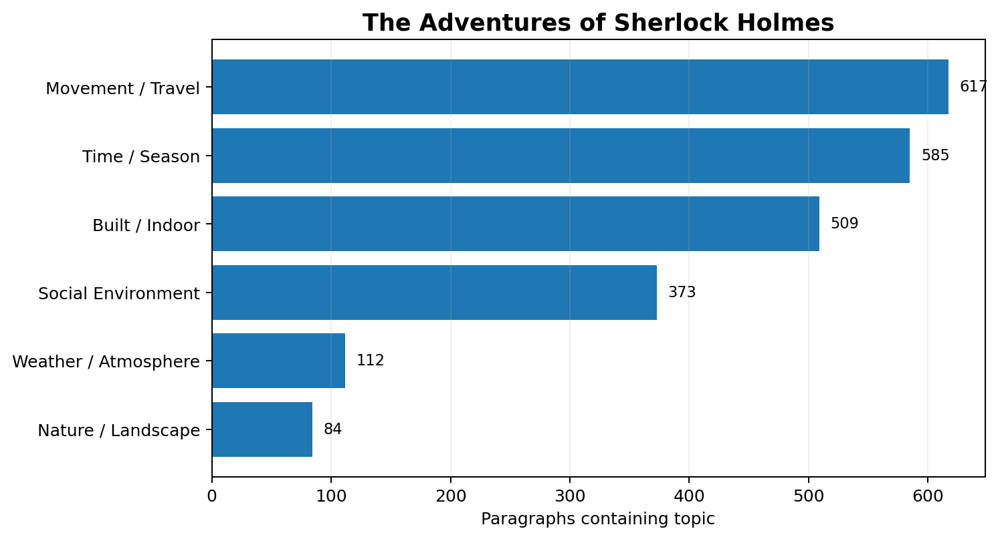 The Adventures of Sherlock Holmes
Movement / Travel 617
Time / Season 585
Built / Indoor 509
Social Environment 373
Weather / Atmosphere 112
Nature / Landscape 84
0 100 200 300 400 500 600
Paragraphs containing topic